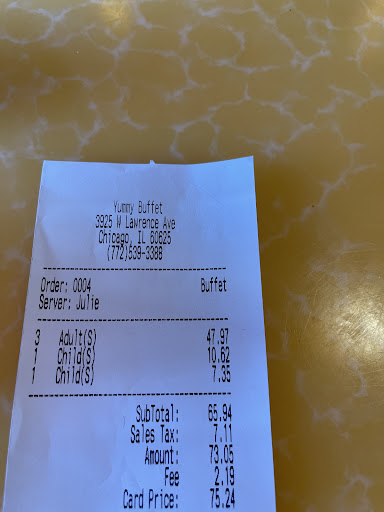 Yummy Buffet
3925 W Lawrence Ave
Chicago, IL 60625
(772)539-3388
Order: 0004 Buffet
Server: Julie
3 Adult(S) 47.97
1 Child(S) 10.62
1 Child(S) 7.35
SubTotal: 65.94
Sales Tax: 7.11
Amount: 73.05
Fee 2.19
Card Price: 75.24